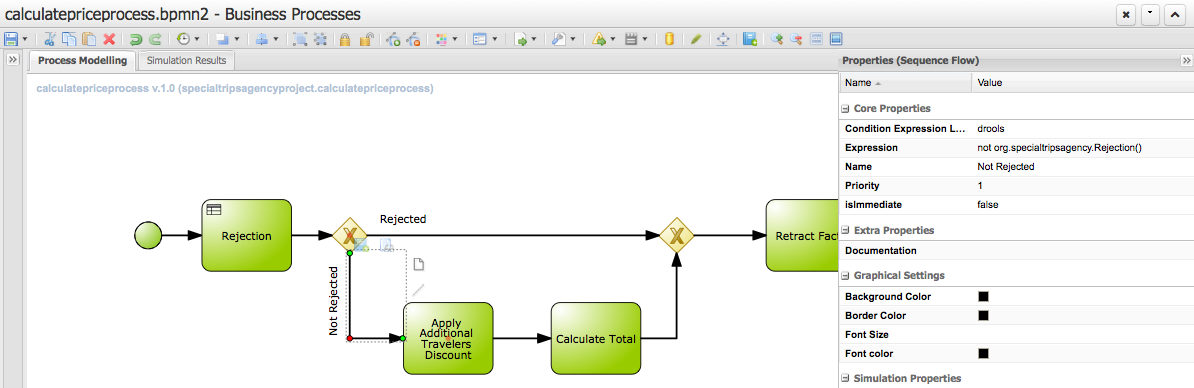 calculatepriceprocess.bpmn2 - Business Processes
Process Modelling
Simulation Results
calculatepriceprocess v.1.0 (specialtripsagencyproject.calculatepriceprocess)
Rejection
Rejected
Not Rejected
Apply
Additional
Travelers
Discount
Calculate Total
Retract Fact
Properties (Sequence Flow)
Name Value
Core Properties
Condition Expression L... drools
Expression not org.specialtripsagency.Rejection()
Name Not Rejected
Priority 1
isImmediate false
Extra Properties
Documentation
Graphical Settings
Background Color
Border Color
Font Size
Font color
Simulation Properties